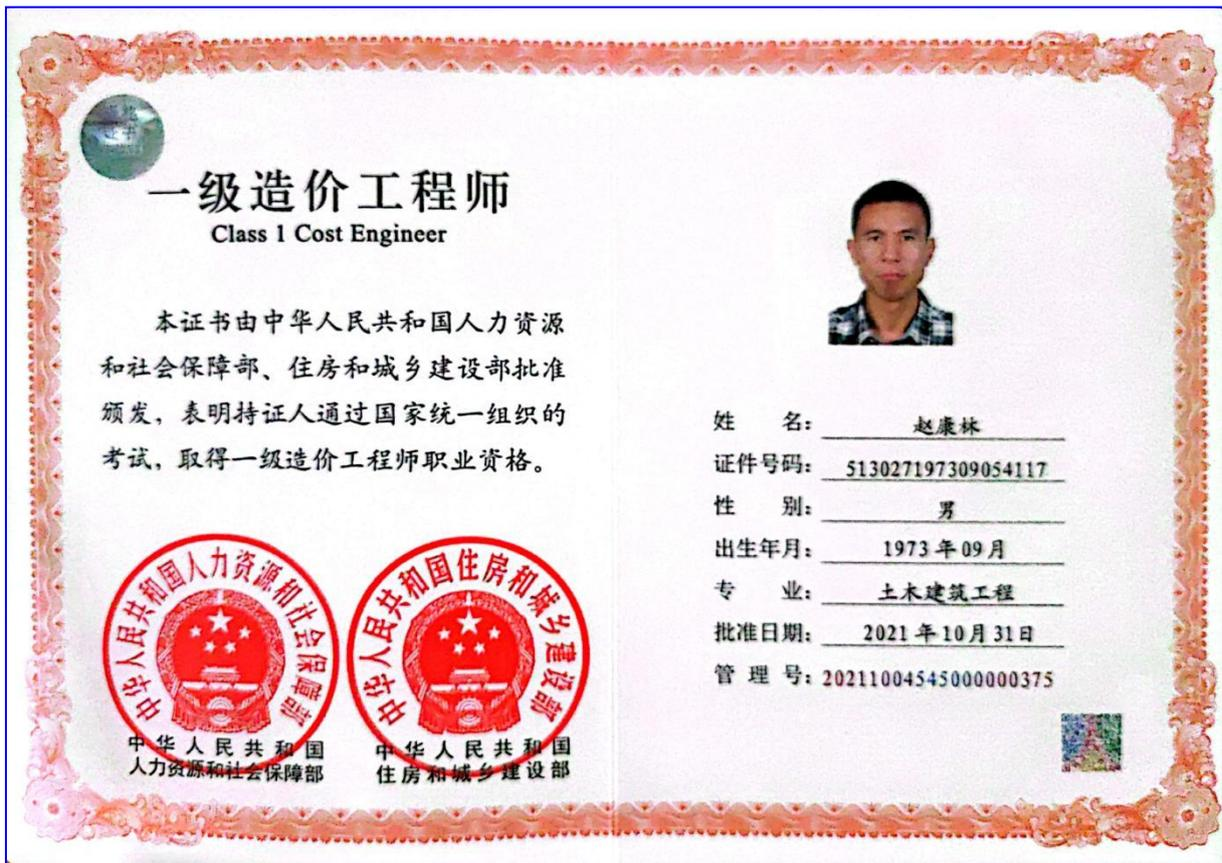 一级造价工程师
Class 1 Cost Engineer
本证书由中华人民共和国人力资源
和社会保障部、住房和城乡建设部批准
颁发，表明持证人通过国家统一组织的
考试，取得一级造价工程师职业资格。
中华人民共和国人力资源和社会保障部
中华人民共和国
人力资源和社会保障部
中华人民共和国住房和城乡建设部
中华人民共和国
住房和城乡建设部
姓 名：赵康林
证件号码：513027197309054117
性 别：男
出生年月：1973年09月
专 业：土木建筑工程
批准日期：2021年10月31日
管 理 号：20211004545000000375